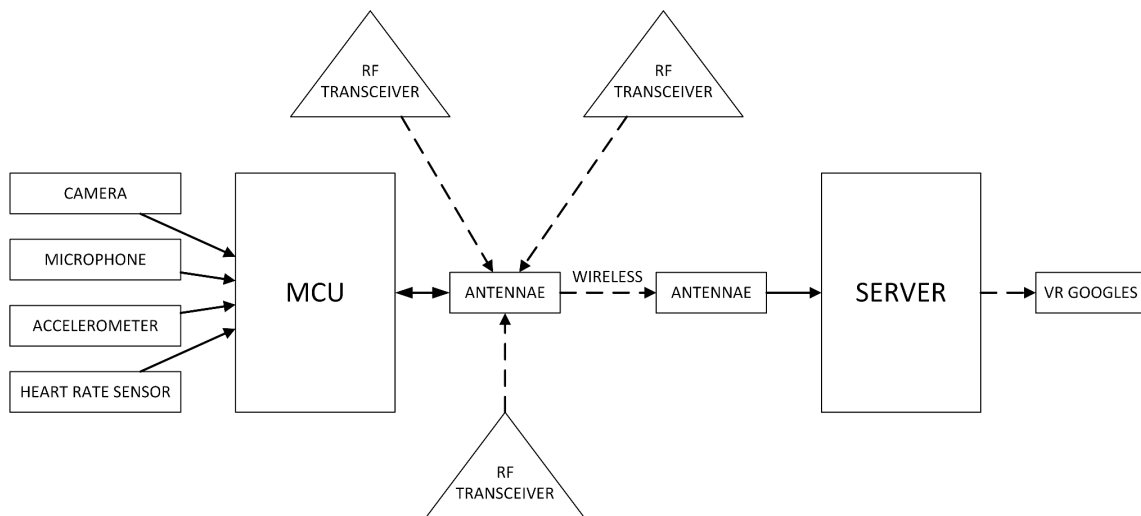 RF
TRANSCEIVER
RF
TRANSCEIVER
CAMERA
MICROPHONE
ACCELEROMETER
HEART RATE SENSOR
MCU
ANTENNAE
WIRELESS
ANTENNAE
SERVER
VR GOOGLES
RF
TRANSCEIVER